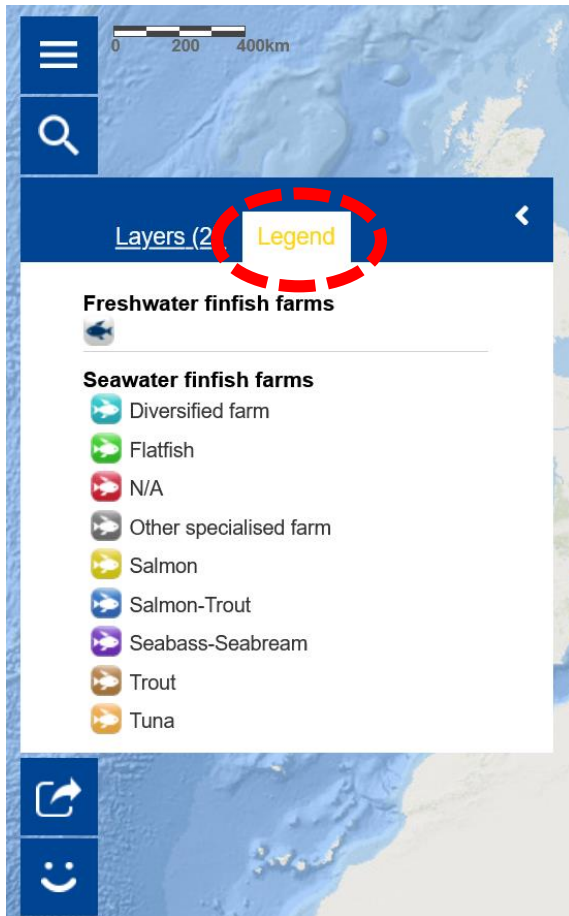 0 200 400km
Layers (2
Legend
Freshwater finfish farms
Seawater finfish farms
Diversified farm
Flatfish
N/A
Other specialised farm
Salmon
Salmon-Trout
Seabass-Seabream
Trout
Tuna